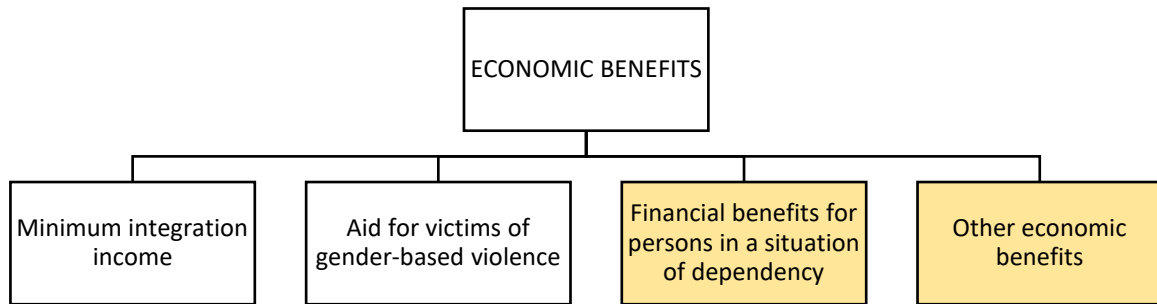 ECONOMIC BENEFITS
Minimum integration
income
Aid for victims of
gender-based violence
Financial benefits for
persons in a situation
of dependency
Other economic
benefits